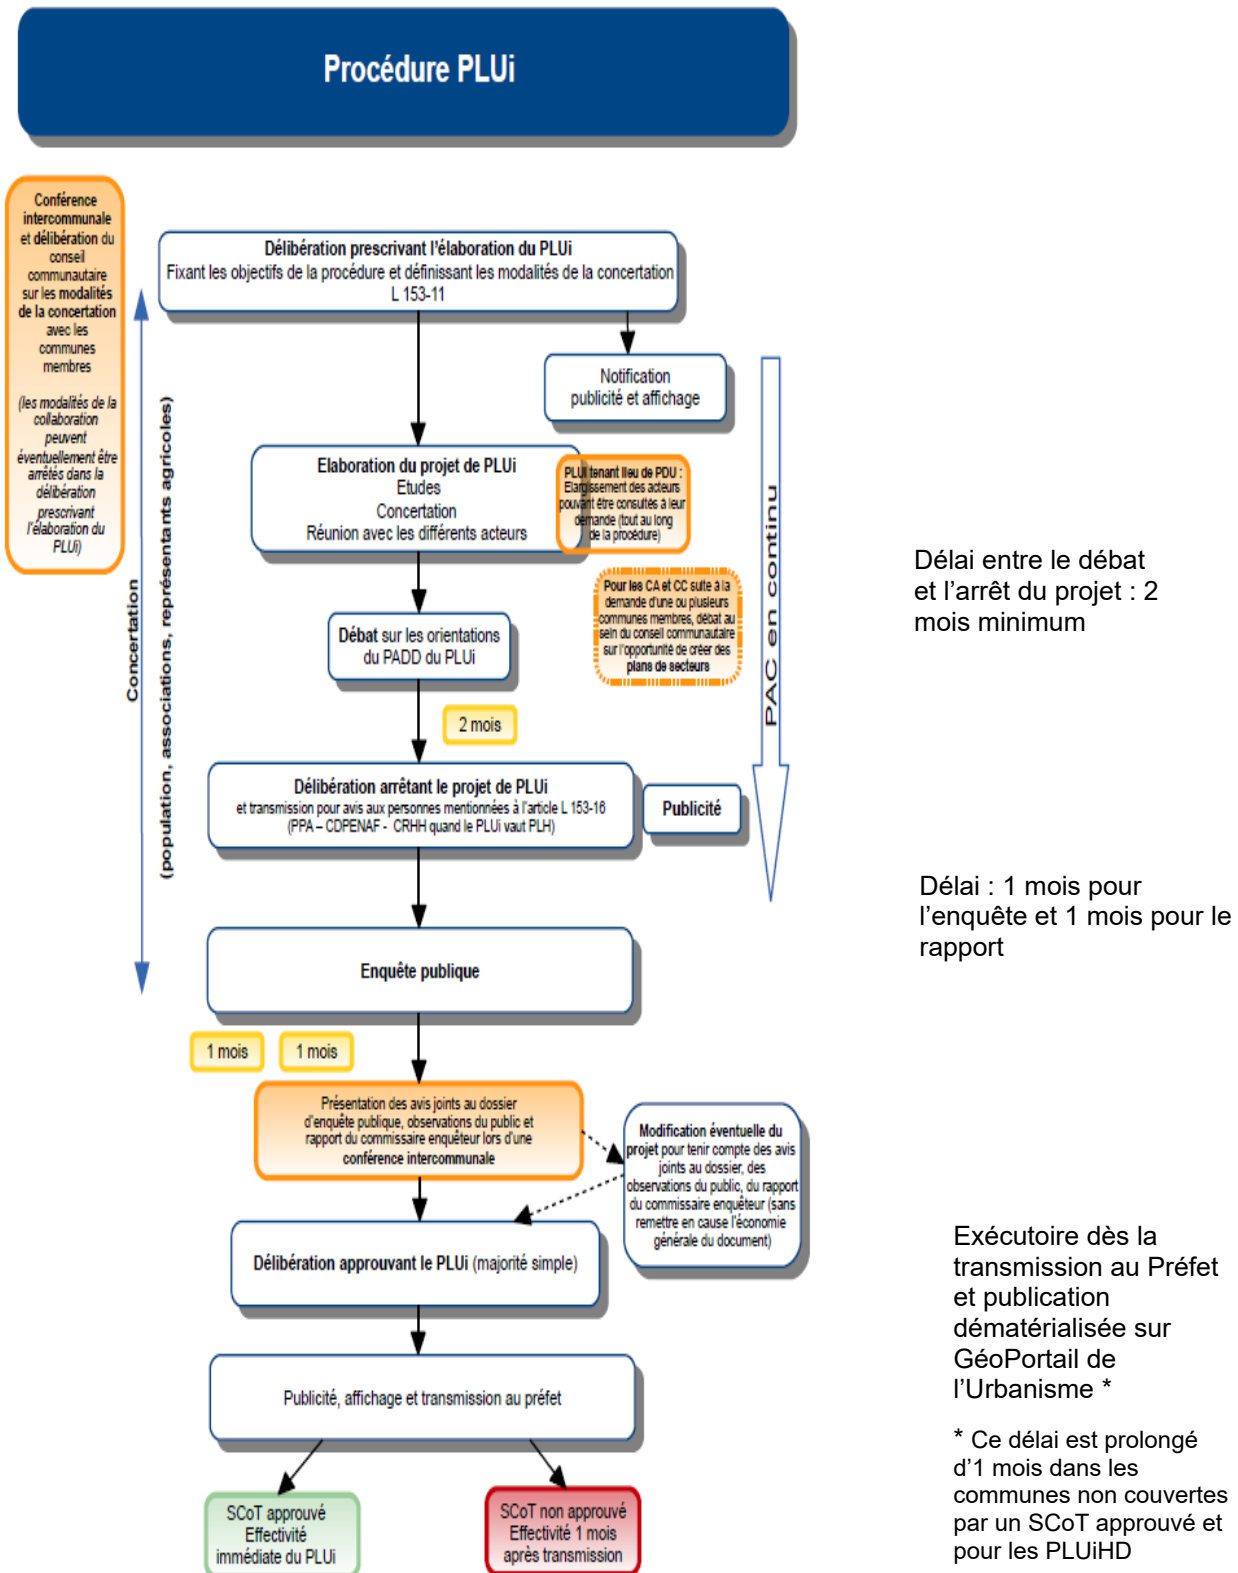 Procédure PLUi
Conférence
intercommunale
et délibération du
conseil
communautaire
sur les modalités
de la concertation
avec les
communes
membres
(les modalités de la
collaboration
peuvent
éventuellement être
arrêtés dans la
délibération
prescrivant
l'élaboration du
PLUi)
Délibération prescrivant l'élaboration du PLUi
Fixant les objectifs de la procédure et définissant les modalités de la concertation
L 153-11
Notification
publicité et affichage
Concertation
(population, associations, représentants agricoles)
Elaboration du projet de PLUi
Etudes
Concertation
Réunion avec les différents acteurs
PLUI tenant lieu de PDU :
Elargissement des acteurs
pouvant être consultés à leur
demande (tout au long
de la procédure)
PAC en continu
Pour les CA et CC suite à la
demande d'une ou plusieurs
communes membres, débat au
sein du conseil communautaire
sur l'opportunité de créer des
plans de secteurs
Débat sur les orientations
du PADD du PLUi
Délai entre le débat
et l'arrêt du projet : 2
mois minimum
2 mois
Délibération arrêtant le projet de PLUi
et transmission pour avis aux personnes mentionnées à l'article L 153-16
(PPA – CDPENAF - CRHH quand le PLUi vaut PLH)
Publicité
Délai : 1 mois pour
l'enquête et 1 mois pour le
rapport
Enquête publique
1 mois
1 mois
Présentation des avis joints au dossier
d'enquête publique, observations du public et
rapport du commissaire enquêteur lors d'une
conférence intercommunale
Modification éventuelle du
projet pour tenir compte des avis
joints au dossier, des
observations du public, du rapport
du commissaire enquêteur (sans
remettre en cause l'économie
générale du document)
Délibération approuvant le PLUi (majorité simple)
Exécutoire dès la
transmission au Préfet
et publication
dématérialisée sur
GéoPortail de
l'Urbanisme *
Publicité, affichage et transmission au préfet
* Ce délai est prolongé
d'1 mois dans les
communes non couvertes
par un SCoT approuvé et
pour les PLUiHD
SCoT approuvé
Effectivité
immédiate du PLUi
SCoT non approuvé
Effectivité 1 mois
après transmission